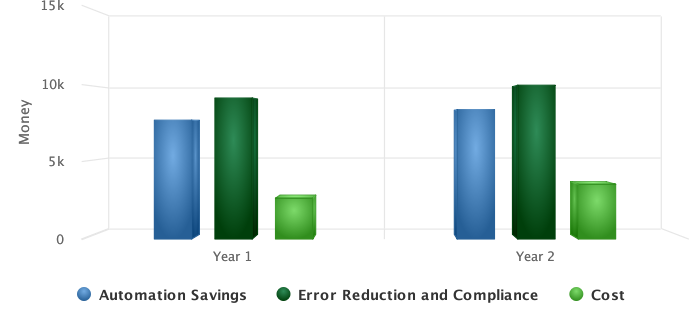 15k
10k
5k
0
Money
Year 1
Year 2
Automation Savings
Error Reduction and Compliance
Cost